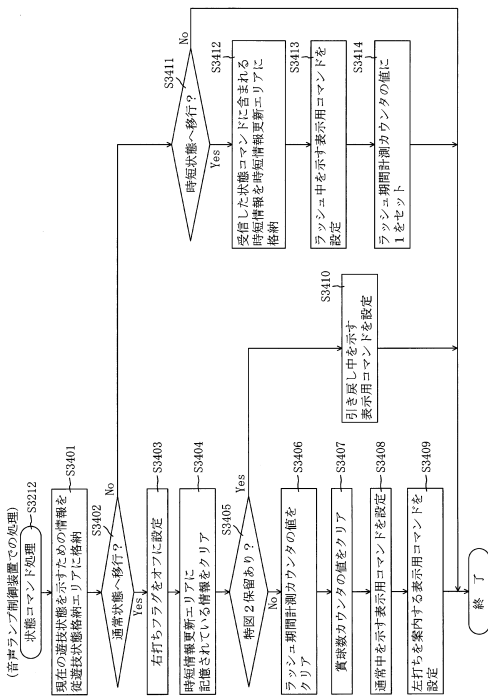 (音声ランプ制御装置での処理)
状態コマンド処理
S3212
現在の遊技状態を示すための情報を
従遊技状態格納エリアに格納
S3401
通常状態へ移行?
S3402
No
Yes
右打ちフラグをオフに設定
S3403
時短情報更新エリアに
記憶されている情報をクリア
S3404
特図2保留あり?
S3405
Yes
No
ラッシュ期間計測カウンタの値を
クリア
S3406
賞球数カウンタの値をクリア
S3407
通常中を示す表示用コマンドを設定
S3408
左打ちを案内する表示用コマンドを
設定
S3409
引き戻し中を示す
表示用コマンドを設定
S3410
時短状態へ移行?
S3411
No
Yes
受信した状態コマンドに含まれる
時短情報を時短情報更新エリアに
格納
S3412
ラッシュ中を示す表示用コマンドを
設定
S3413
ラッシュ期間計測カウンタの値に
1をセット
S3414
終了